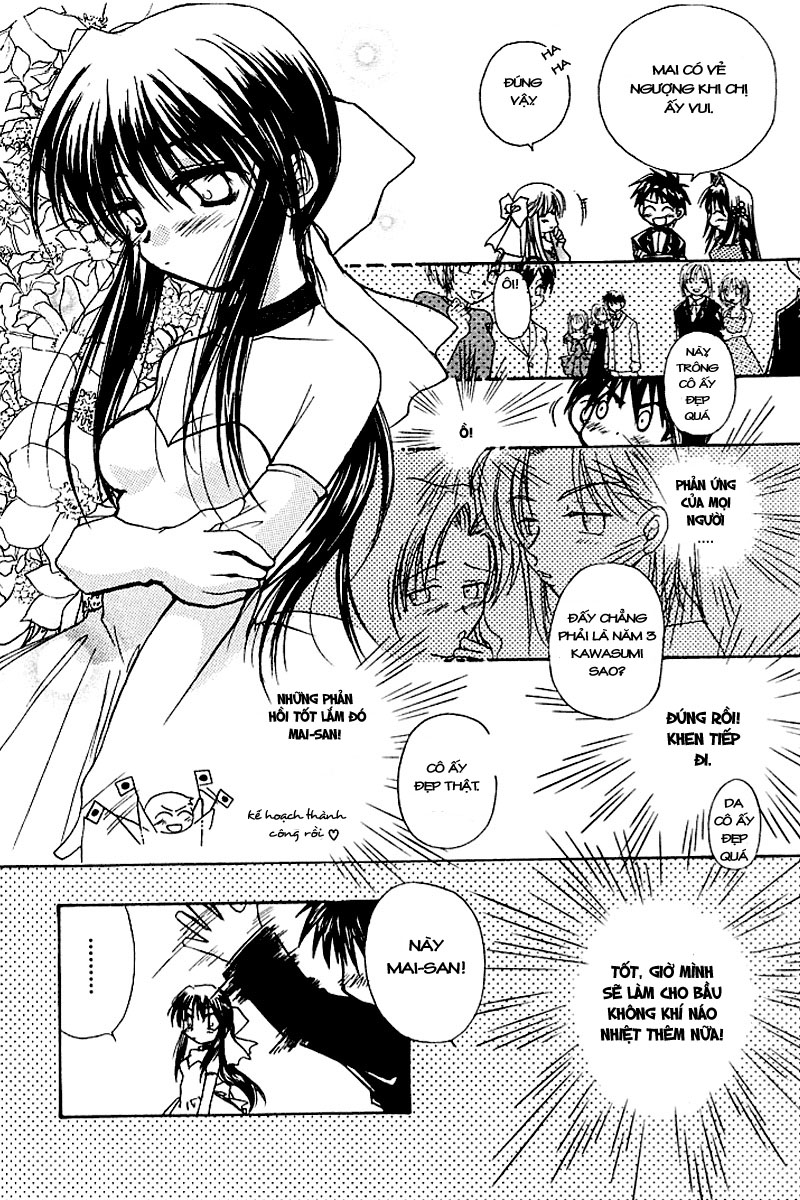 MAI CÓ VẺ
NGƯỢNG KHI CHỊ
ẤY VUI.
HA
HA
ĐÚNG
VẬY.
ÔI!
NÀY
TRÔNG
CÔ ẤY
ĐẸP
QUÁ
Ồ!
PHẢN ỨNG
CỦA MỌI
NGƯỜI
....
ĐẤY CHẲNG
PHẢI LÀ NĂM 3
KAWASUMI
SAO?
ĐÚNG RỒI!
KHEN TIẾP
ĐI.
NHỮNG PHẢN
HỒI TỐT LẮM ĐÓ
MAI-SAN!
CÔ ẤY
ĐẸP THẬT.
DA
CÔ ẤY
ĐẸP
QUÁ
kế hoạch thành
công rồi ♡
TỐT, GIỜ MÌNH
SẼ LÀM CHO BẦU
KHÔNG KHÍ NÁO
NHIỆT THÊM NỮA!
NÀY
MAI-SAN!
.........